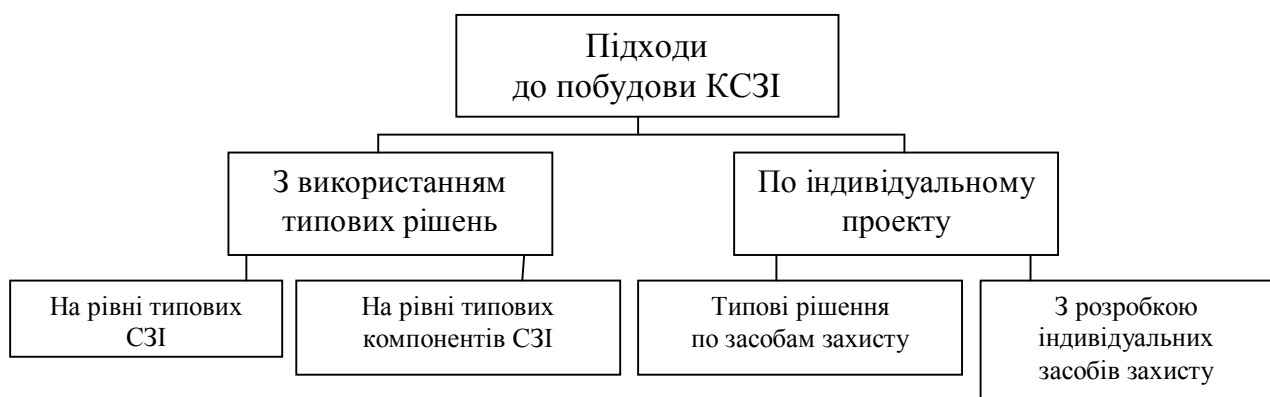 Підходи
до побудови КСЗІ
З використанням
типових рішень
По індивідуальному
проекту
На рівні типових
СЗІ
На рівні типових
компонентів СЗІ
Типові рішення
по засобам захисту
З розробкою
індивідуальних
засобів захисту